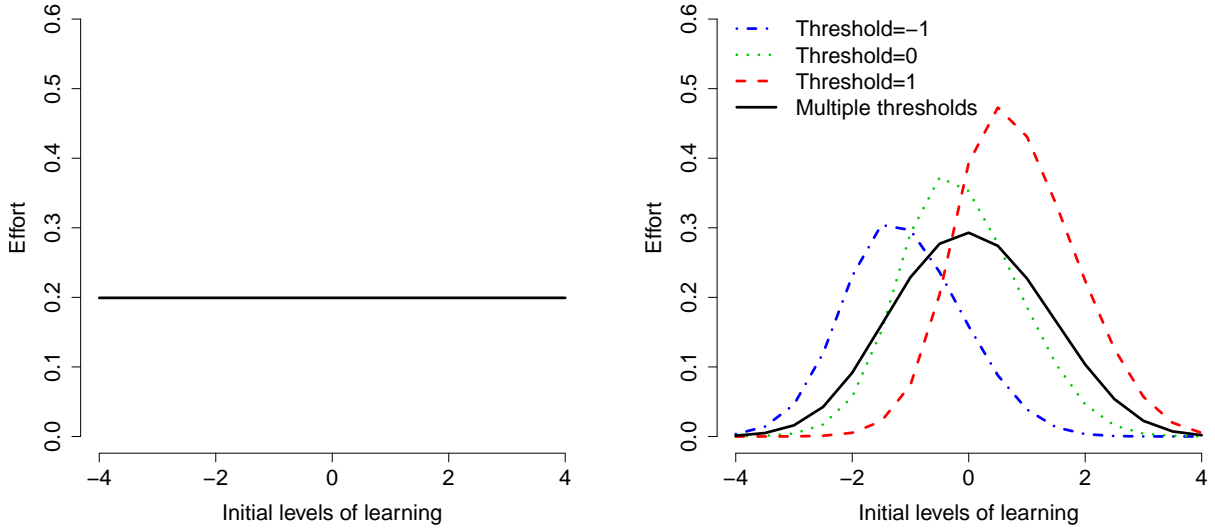 0.0 0.1 0.2 0.3 0.4 0.5 0.6
Effort
−4 −2 0 2 4
Initial levels of learning
Threshold=−1
Threshold=0
Threshold=1
Multiple thresholds
0.0 0.1 0.2 0.3 0.4 0.5 0.6
Effort
−4 −2 0 2 4
Initial levels of learning